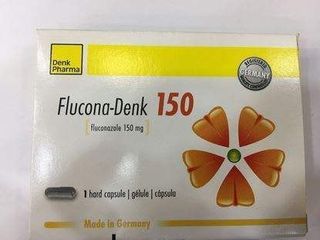 Denk
Pharma
Flucona-Denk 150
[fluconazole 150 mg]
GERMANY
1 hard capsule | gélule | cápsula
Made in Germany